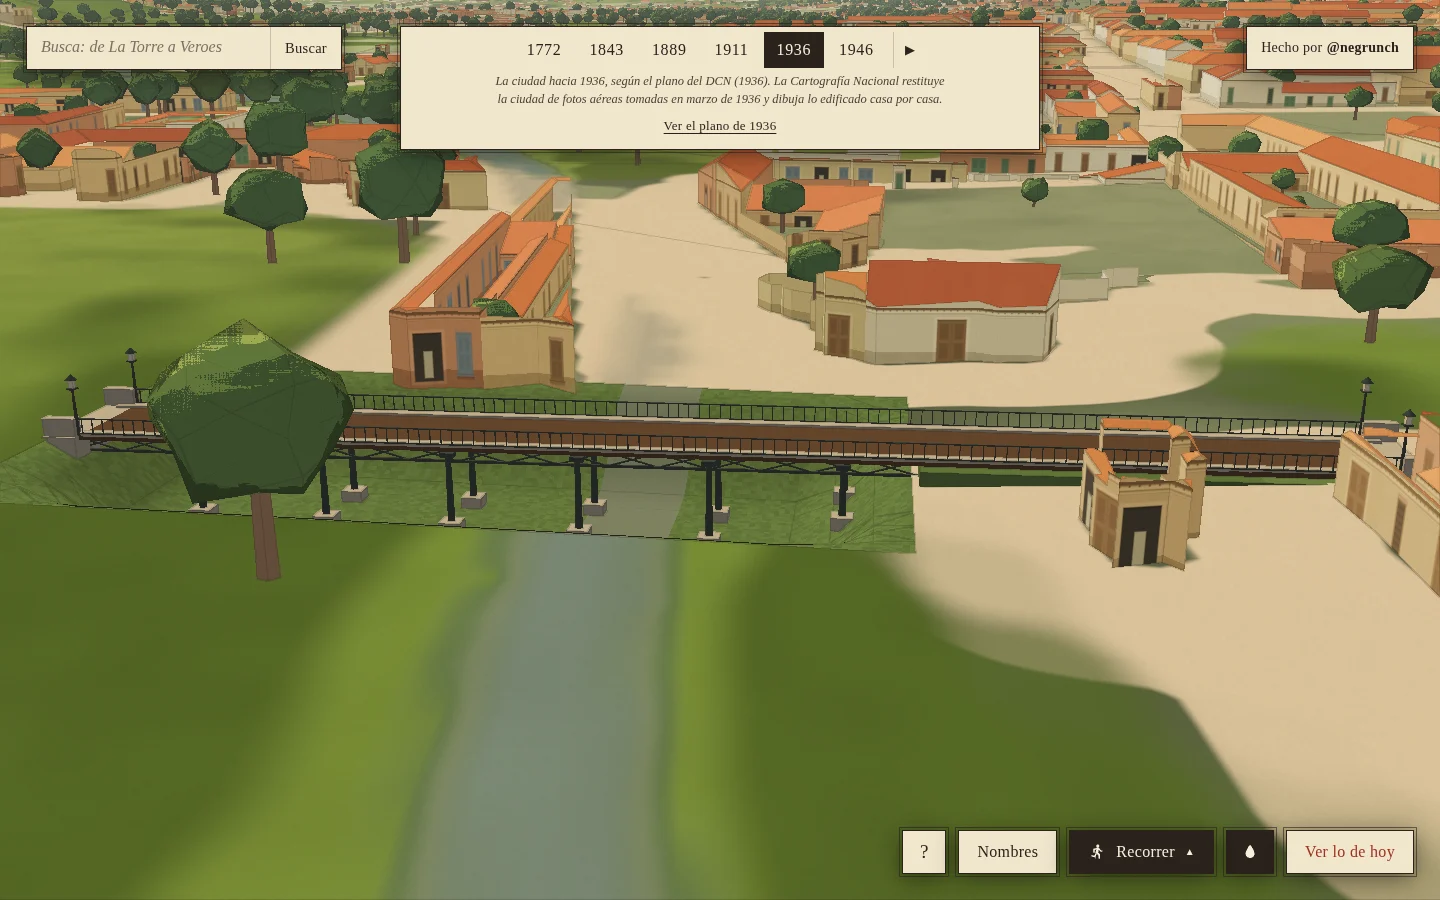 Busca: de La Torre a Veroes
Buscar
1772 1843 1889 1911 1936 1946 ▶
La ciudad hacia 1936, según el plano del DCN (1936). La Cartografía Nacional restituye
la ciudad de fotos aéreas tomadas en marzo de 1936 y dibuja lo edificado casa por casa.
Ver el plano de 1936
Hecho por @negrunch
?
Nombres
Recorrer ▲
Ver lo de hoy